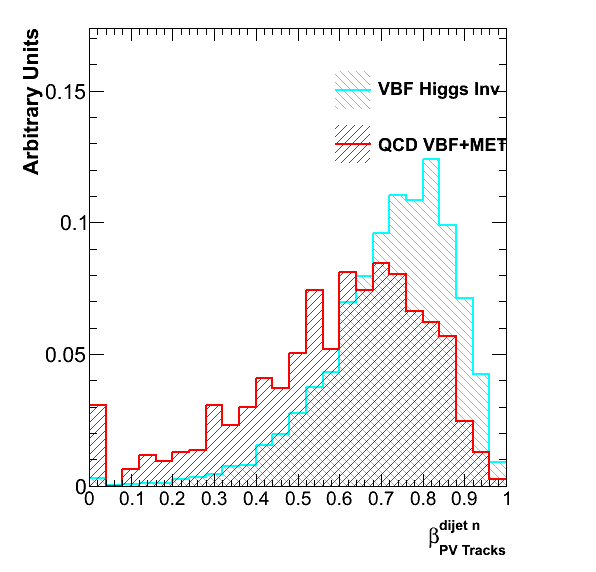 Arbitrary Units
0.15
0.1
0.05
0
VBF Higgs Inv
QCD VBF+MET
0 0.1 0.2 0.3 0.4 0.5 0.6 0.7 0.8 0.9 1
β dijet n
PV Tracks